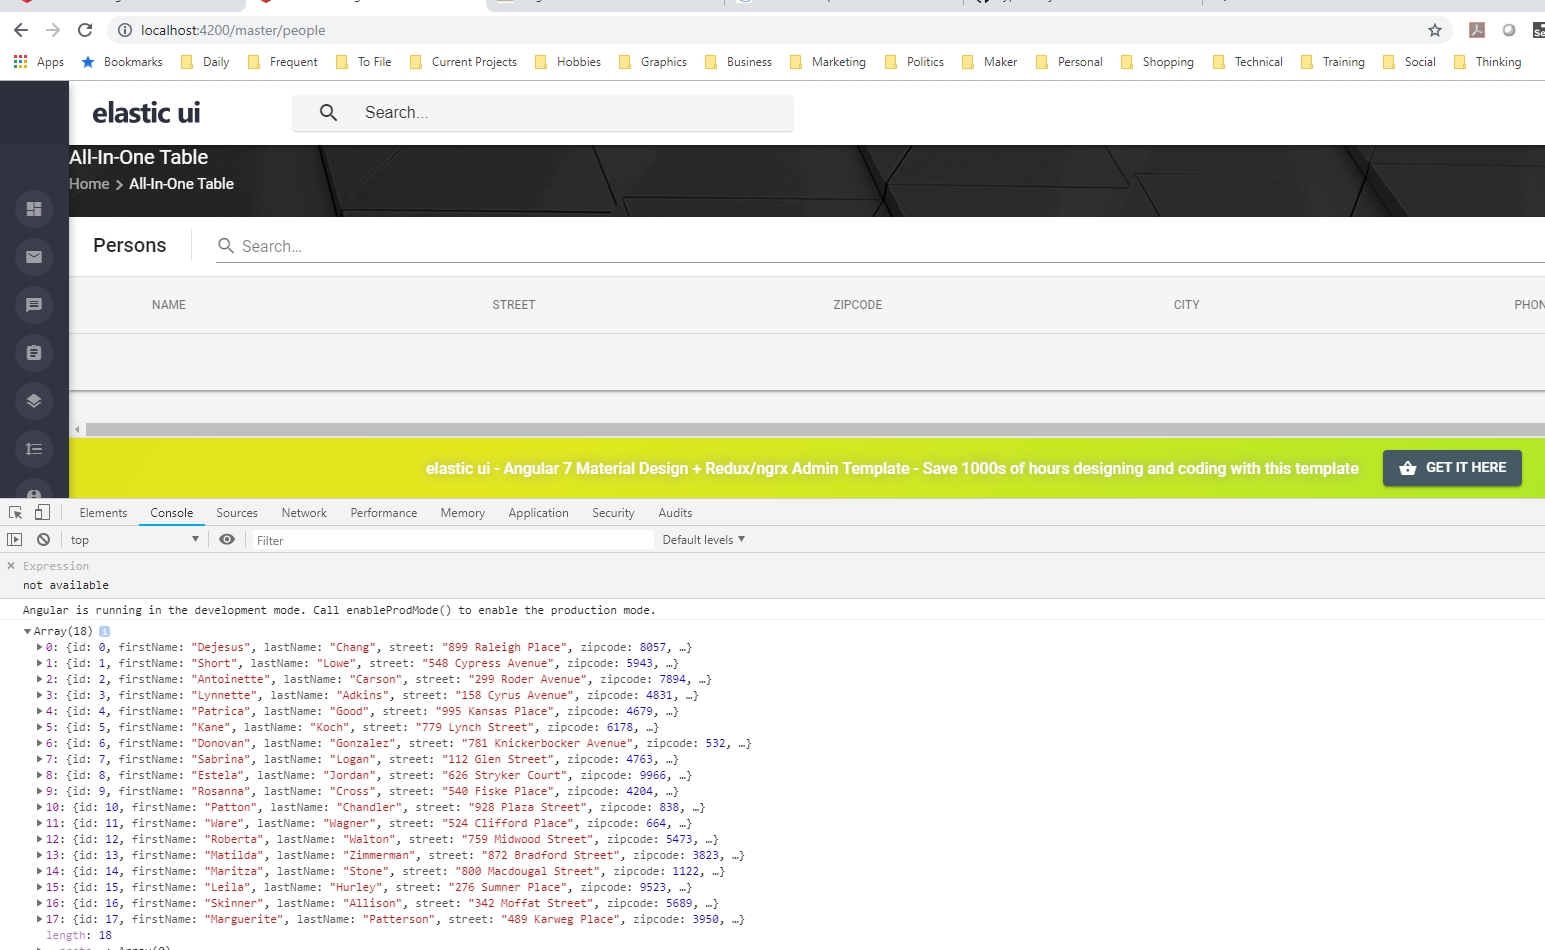 localhost:4200/master/people
Apps Bookmarks Daily Frequent To File Current Projects Hobbies Graphics Business Marketing Politics Maker Personal Shopping Technical Training Social Thinking
elastic ui Search...
All-In-One Table
Home All-In-One Table
Persons Search...
NAME STREET ZIPCODE CITY PHON
elastic ui - Angular 7 Material Design + Redux/ngrx Admin Template - Save 1000s of hours designing and coding with this template GET IT HERE
Elements Console Sources Network Performance Memory Application Security Audits
top Filter Default levels ▼
× Expression
not available
Angular is running in the development mode. Call enableProdMode() to enable the production mode.
▼Array(18) i
▶0: {id: 0, firstName: "Dejesus", lastName: "Chang", street: "899 Raleigh Place", zipcode: 8057, …}
▶1: {id: 1, firstName: "Short", lastName: "Lowe", street: "548 Cypress Avenue", zipcode: 5943, …}
▶2: {id: 2, firstName: "Antoinette", lastName: "Carson", street: "299 Roder Avenue", zipcode: 7894, …}
▶3: {id: 3, firstName: "Lynnette", lastName: "Adkins", street: "158 Cyrus Avenue", zipcode: 4831, …}
▶4: {id: 4, firstName: "Patrica", lastName: "Good", street: "995 Kansas Place", zipcode: 4679, …}
▶5: {id: 5, firstName: "Kane", lastName: "Koch", street: "779 Lynch Street", zipcode: 6178, …}
▶6: {id: 6, firstName: "Donovan", lastName: "Gonzalez", street: "781 Knickerbocker Avenue", zipcode: 532, …}
▶7: {id: 7, firstName: "Sabrina", lastName: "Logan", street: "112 Glen Street", zipcode: 4763, …}
▶8: {id: 8, firstName: "Estela", lastName: "Jordan", street: "626 Stryker Court", zipcode: 9966, …}
▶9: {id: 9, firstName: "Rosanna", lastName: "Cross", street: "540 Fiske Place", zipcode: 4204, …}
▶10: {id: 10, firstName: "Patton", lastName: "Chandler", street: "928 Plaza Street", zipcode: 838, …}
▶11: {id: 11, firstName: "Ware", lastName: "Wagner", street: "524 Clifford Place", zipcode: 664, …}
▶12: {id: 12, firstName: "Roberta", lastName: "Walton", street: "759 Midwood Street", zipcode: 5473, …}
▶13: {id: 13, firstName: "Matilda", lastName: "Zimmerman", street: "872 Bradford Street", zipcode: 3823, …}
▶14: {id: 14, firstName: "Maritza", lastName: "Stone", street: "800 Macdougal Street", zipcode: 1122, …}
▶15: {id: 15, firstName: "Leila", lastName: "Hurley", street: "276 Sumner Place", zipcode: 9523, …}
▶16: {id: 16, firstName: "Skinner", lastName: "Allison", street: "342 Moffat Street", zipcode: 5689, …}
▶17: {id: 17, firstName: "Marguerite", lastName: "Patterson", street: "489 Karweg Place", zipcode: 3950, …}
length: 18